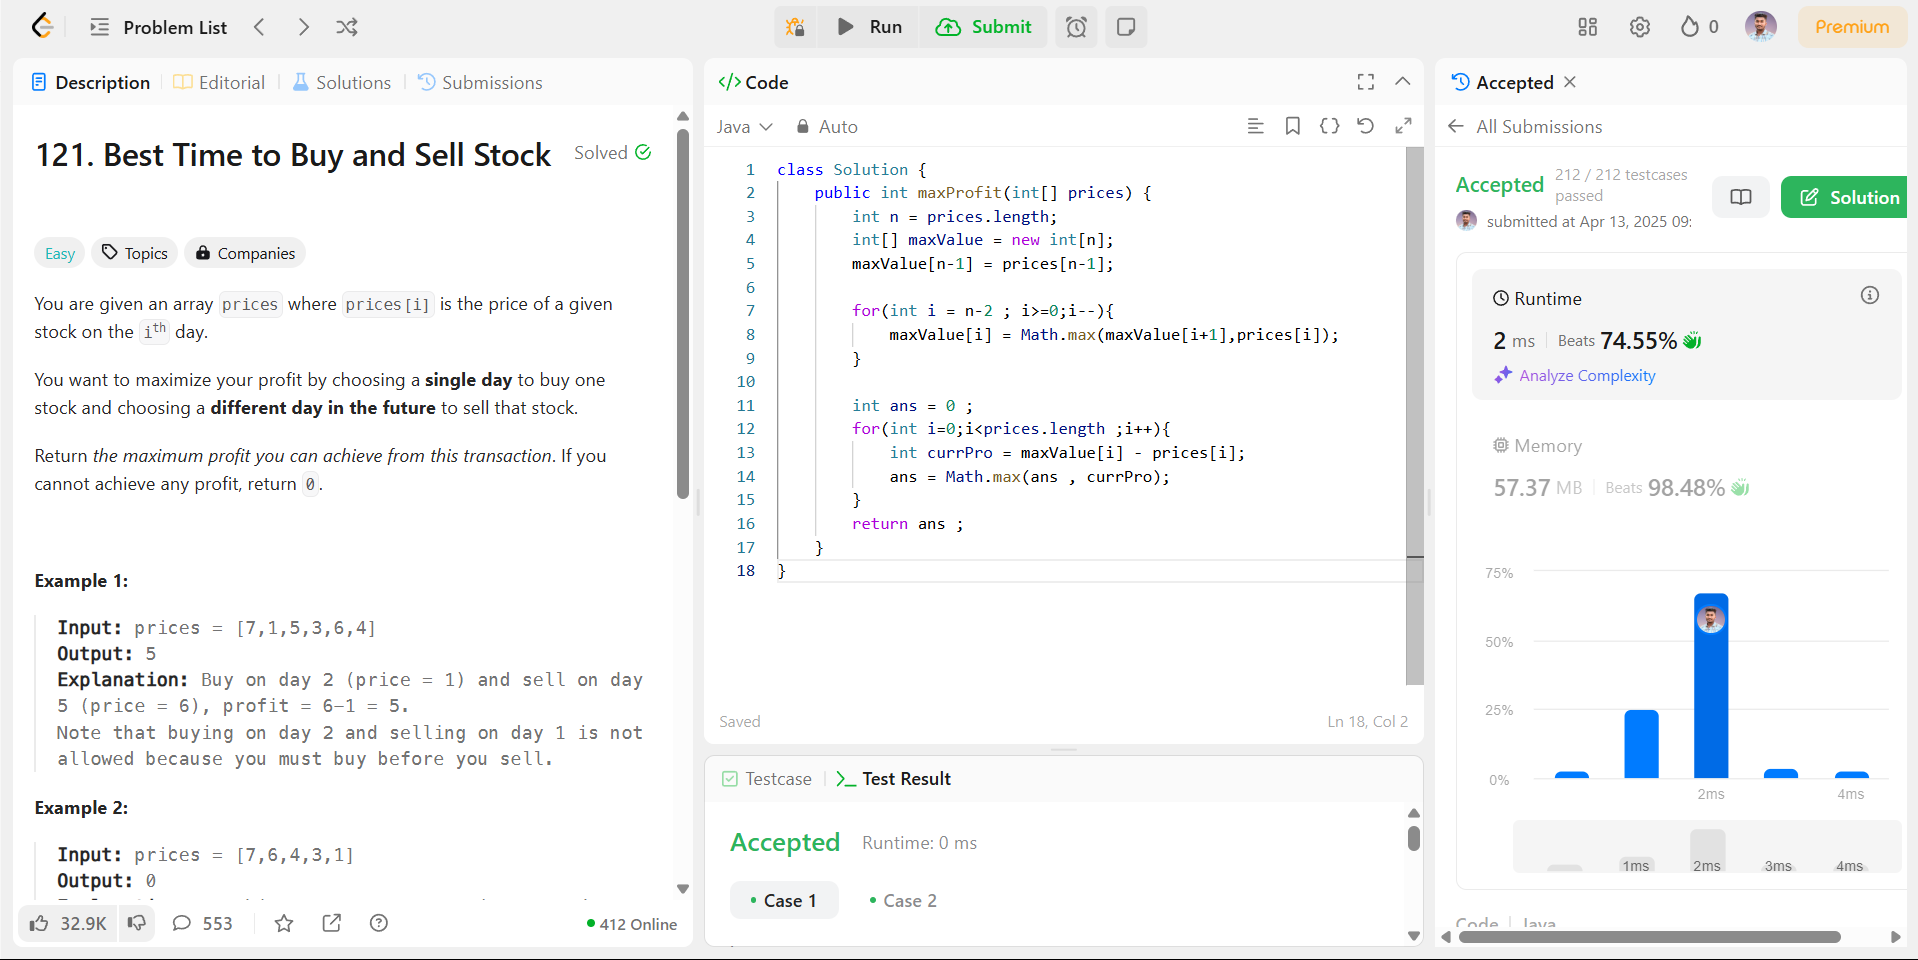 Problem List
Run
Submit
0
Premium
Description
Editorial
Solutions
Submissions
121. Best Time to Buy and Sell Stock
Solved
Easy
Topics
Companies
You are given an array prices where prices[i] is the price of a given
stock on the ith day.
You want to maximize your profit by choosing a single day to buy one
stock and choosing a different day in the future to sell that stock.
Return the maximum profit you can achieve from this transaction. If you
cannot achieve any profit, return 0.
Example 1:
Input: prices = [7,1,5,3,6,4]
Output: 5
Explanation: Buy on day 2 (price = 1) and sell on day
5 (price = 6), profit = 6-1 = 5.
Note that buying on day 2 and selling on day 1 is not
allowed because you must buy before you sell.
Example 2:
Input: prices = [7,6,4,3,1]
Output: 0
32.9K
553
412 Online
</> Code
Java
Auto
1 class Solution {
2 public int maxProfit(int[] prices) {
3 int n = prices.length;
4 int[] maxValue = new int[n];
5 maxValue[n-1] = prices[n-1];
6
7 for(int i = n-2 ; i>=0;i--){
8 maxValue[i] = Math.max(maxValue[i+1],prices[i]);
9 }
10
11 int ans = 0 ;
12 for(int i=0;i<prices.length ;i++){
13 int currPro = maxValue[i] - prices[i];
14 ans = Math.max(ans , currPro);
15 }
16 return ans ;
17 }
18 }
Saved
Ln 18, Col 2
Testcase
Test Result
Accepted
Runtime: 0 ms
Case 1
Case 2
Accepted
All Submissions
Accepted
212 / 212 testcases
passed
submitted at Apr 13, 2025 09:
Solution
Runtime
2 ms
Beats 74.55%
Analyze Complexity
Memory
57.37 MB
Beats 98.48%
75%
50%
25%
0%
2ms
4ms
1ms
2ms
3ms
4ms
Code
Java